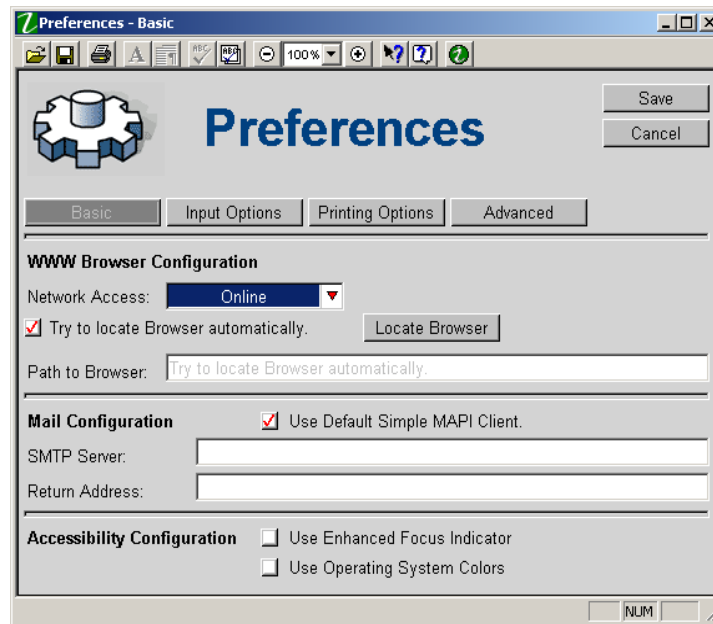 Preferences - Basic
A ABC ABC 100% ? ? i
Preferences
Save
Cancel
Basic Input Options Printing Options Advanced
WWW Browser Configuration
Network Access: Online
Try to locate Browser automatically. Locate Browser
Path to Browser: Try to locate Browser automatically.
Mail Configuration Use Default Simple MAPI Client.
SMTP Server:
Return Address:
Accessibility Configuration Use Enhanced Focus Indicator
Use Operating System Colors
NUM